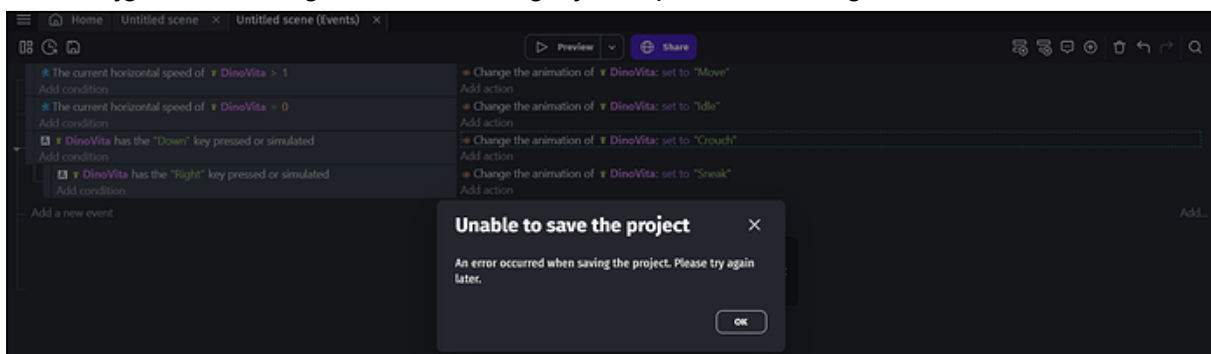 Home Untitled scene × Untitled scene (Events) ×
Preview Share
The current horizontal speed of DinoVita > 1 Change the animation of DinoVita: set to "Move"
Add condition Add action
The current horizontal speed of DinoVita = 0 Change the animation of DinoVita: set to "Idle"
Add condition Add action
DinoVita has the "Down" key pressed or simulated Change the animation of DinoVita: set to "Crouch"
Add condition Add action
DinoVita has the "Right" key pressed or simulated Change the animation of DinoVita: set to "Sneak"
Add condition Add action
Add a new event Add...
Unable to save the project
An error occurred when saving the project. Please try again
later.
OK